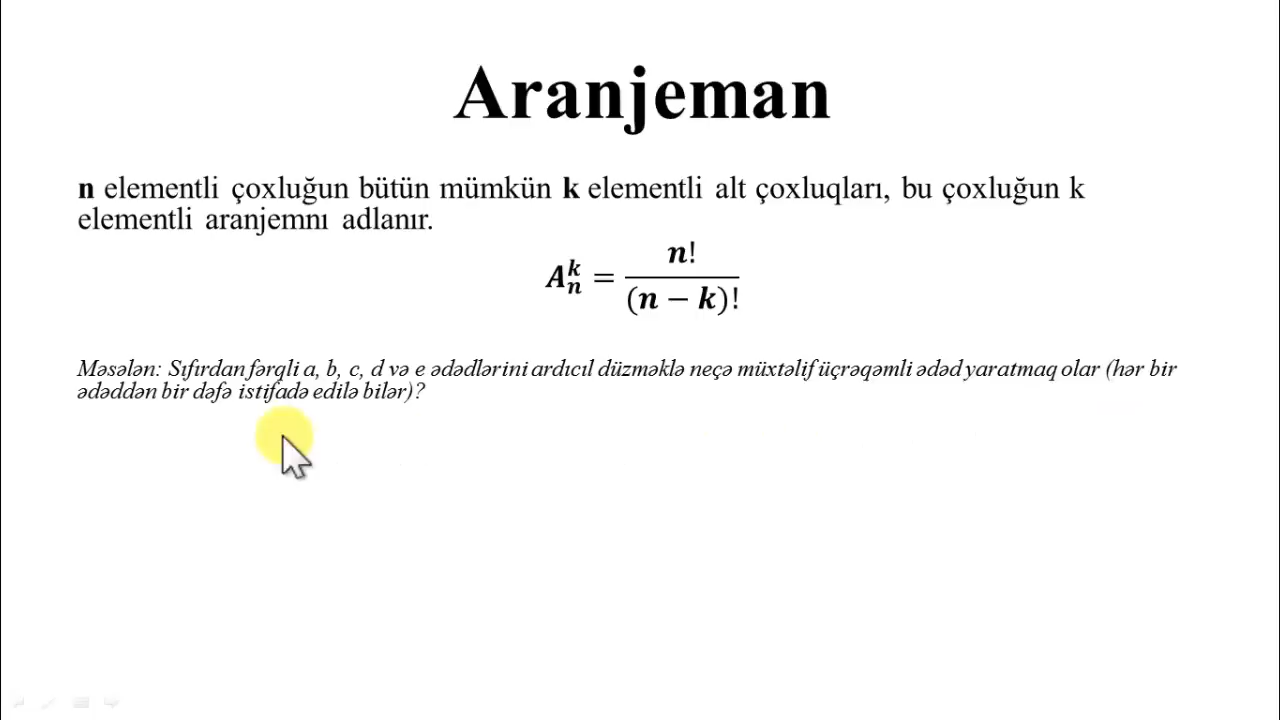 Aranjeman
n elementli çoxluğun bütün mümkün k elementli alt çoxluqları, bu çoxluğun k
elementli aranjemnı adlanır.
A_n^k = n! / (n − k)!
Məsələn: Sıfırdan fərqli a, b, c, d və e ədədlərini ardıcıl düzməklə neçə müxtəlif üçrəqəmli ədəd yaratmaq olar (hər bir
ədəddən bir dəfə istifadə edilə bilər)?